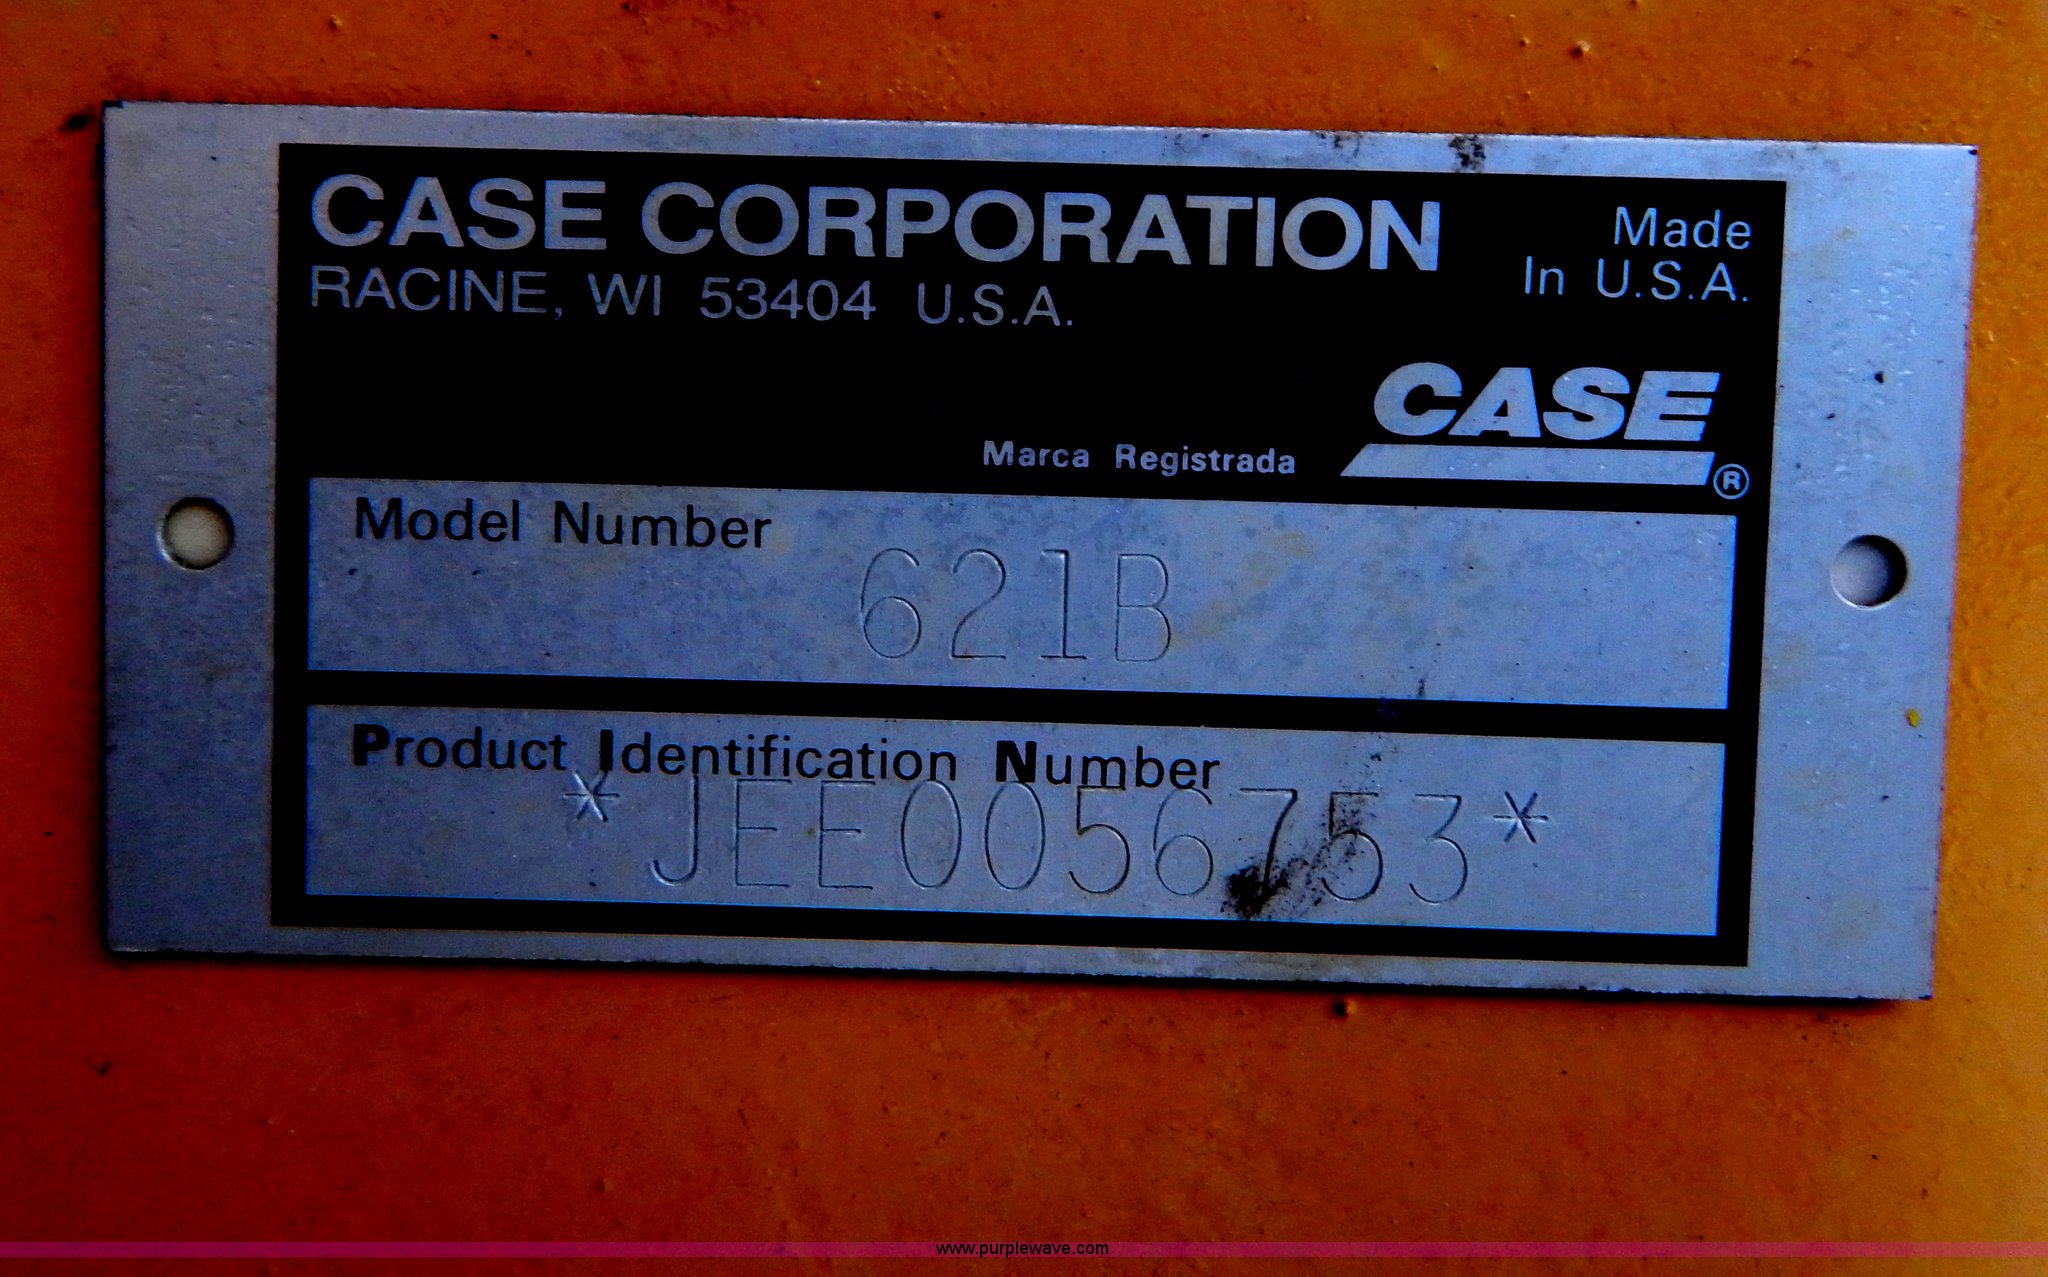 CASE CORPORATION
RACINE, WI 53404 U.S.A.
Made
In U.S.A.
CASE
Marca Registrada
®
Model Number
621B
Product Identification Number
*JEE0056753*
www.purplewave.com